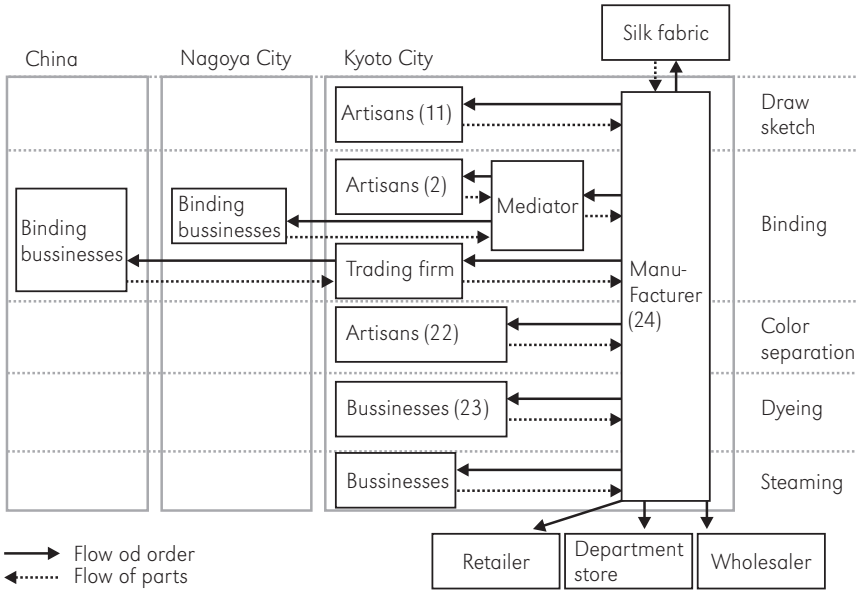 Silk fabric
China
Nagoya City
Kyoto City
Artisans (11)
Draw
sketch
Artisans (2)
Mediator
Binding
bussinesses
Binding
bussinesses
Binding
Trading firm
Manu-
Facturer
(24)
Artisans (22)
Color
separation
Bussinesses (23)
Dyeing
Bussinesses
Steaming
Flow od order
Flow of parts
Retailer
Department
store
Wholesaler